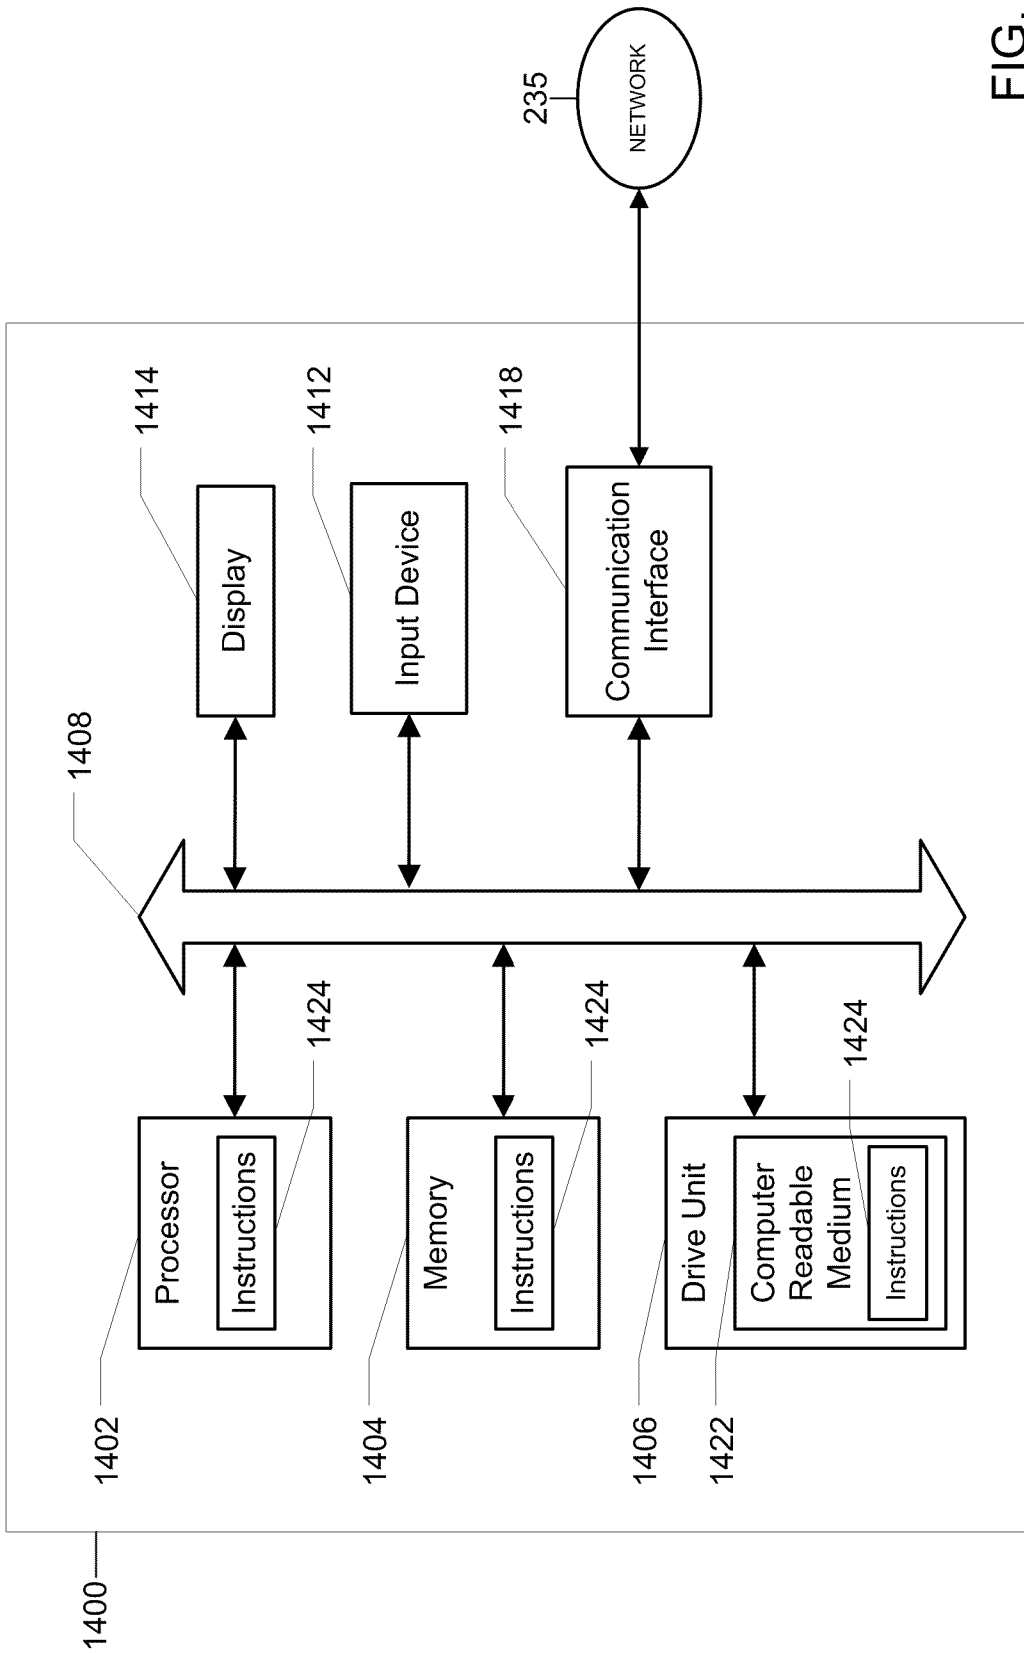 1400
1402
Processor
Instructions
1424
1404
Memory
Instructions
1424
1406
1422
Drive Unit
Computer
Readable
Medium
Instructions
1424
1408
1414
Display
1412
Input Device
1418
Communication
Interface
235
NETWORK
FIG.